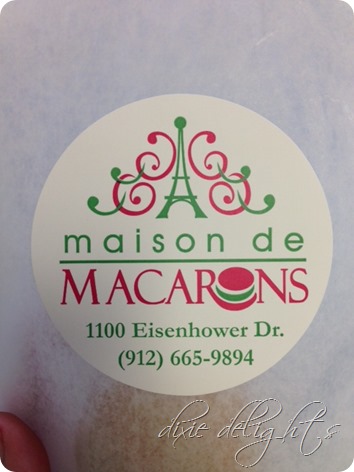 maison de
MACARONS
1100 Eisenhower Dr.
(912) 665-9894
dixie delights